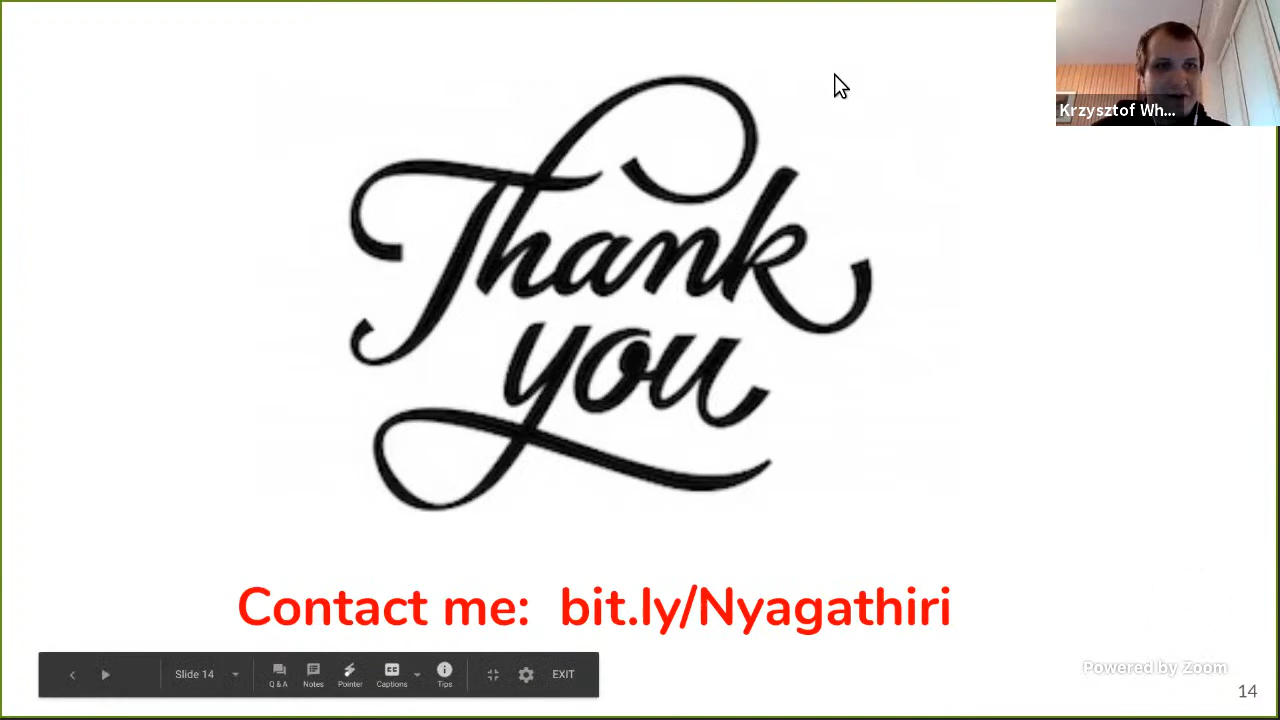 Krzysztof Wh...
Thank
you
Contact me: bit.ly/Nyagathiri
Slide 14
Q & A
Notes
Pointer
Captions
Tips
EXIT
Powered by Zoom
14